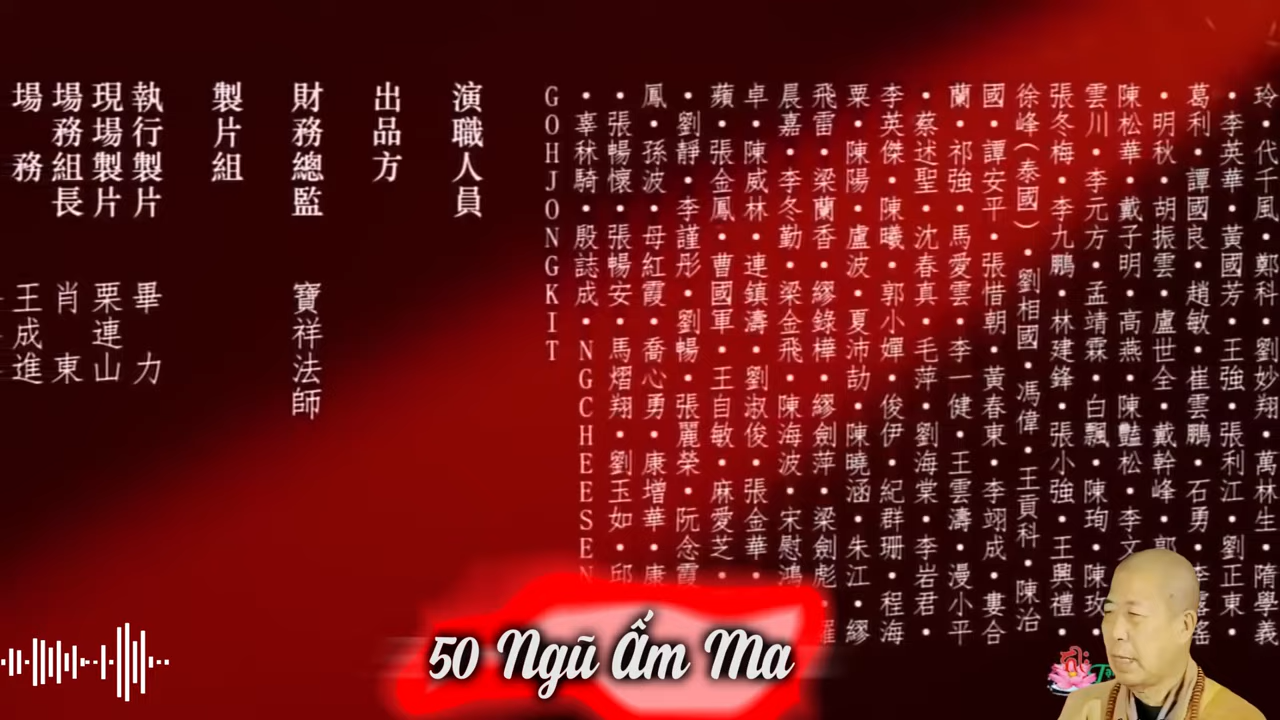 玲•代千風•鄭科•劉妙翔•萬林生•隋學義
•李英華•黃國芳•王強•張利江•劉正東•
葛利•譚國良•趙敏•崔雲鵬•石勇•
•明秋•胡振雲•盧世全•戴幹峰•
陳松華•戴子明•高燕•陳豔松•李文
雲川•李元方•孟靖霖•白飄•陳珣•陳玫
張冬梅•李九鵬•林建鋒•張小強•王興禮•
徐峰(泰國)•劉相國•馮偉•王貢科•陳治
國•譚安平•張惜朝•黃春東•李翊成•婁合
蘭•祁強•馬愛雲•李一健•王雲濤•漫小平
•蔡述聖•沈春真•毛萍•劉海棠•李岩君•
李英傑•陳曦•郭小嬋•俊伊•紀群珊•程海
栗•陳陽•盧波•夏沛劼•陳曉涵•朱江•繆
飛雷•梁蘭香•繆錄樺•繆劍萍•梁劍彪•羅
晨嘉•李冬勤•梁金飛•陳海波•宋慰鴻
卓•陳威林•連鎮濤•劉淑俊•張金華•
蘋•張金鳳•曹國軍•王自敏•麻愛芝•
•劉靜•李謹彤•劉暢•張麗榮•阮念霞
鳳•孫波•母紅霞•喬心勇•康增華•康
•張暢懷•張暢安•馬熠翔•劉玉如•邱
•辜秫騎•殷誌成•NGCHEESEN
GOHJONGKIT
演職人員
出品方
財務總監 寶祥法師
製片組
執行製片 畢力
現場製片 栗連山
場務組長 肖東
場務 王成進
50 Ngũ Ấm Ma